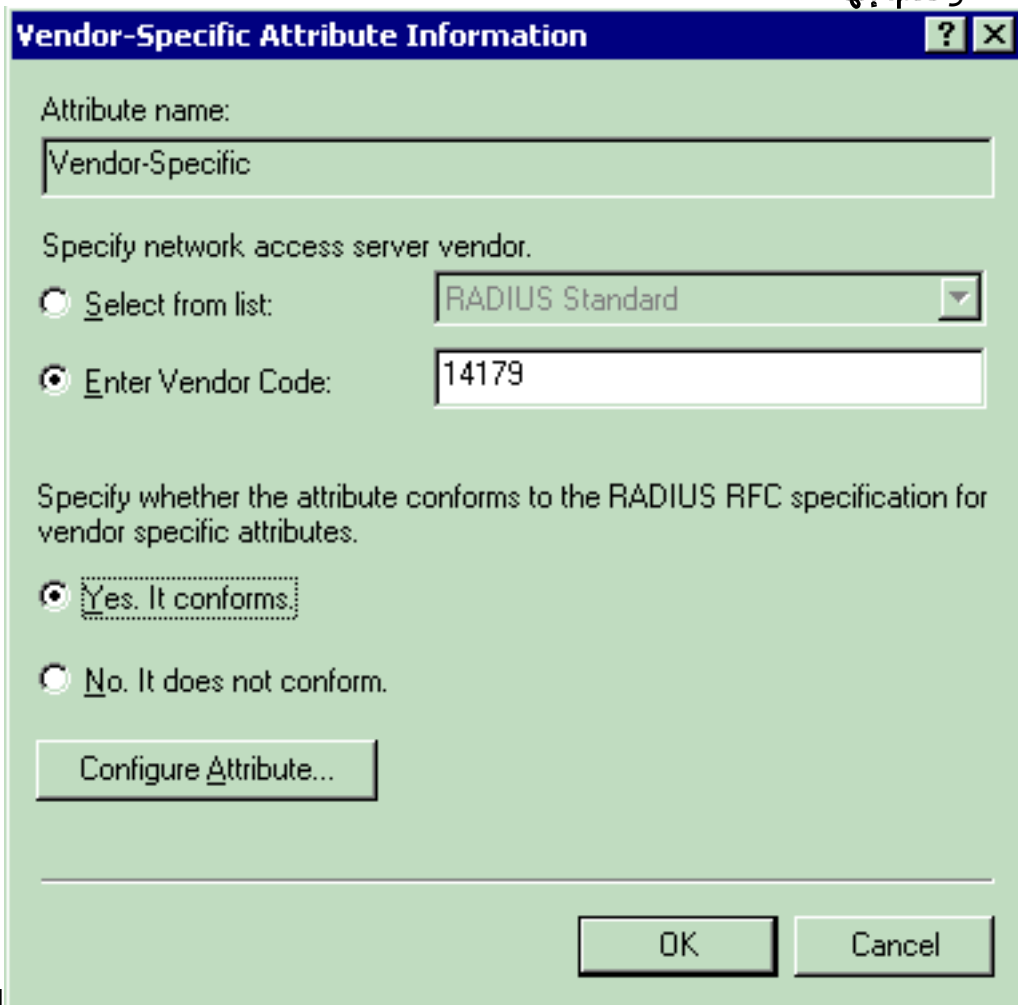 Vendor-Specific Attribute Information
Attribute name:
Vendor-Specific
Specify network access server vendor.
Select from list: RADIUS Standard
Enter Vendor Code: 14179
Specify whether the attribute conforms to the RADIUS RFC specification for
vendor specific attributes.
Yes. It conforms.
No. It does not conform.
Configure Attribute...
OK Cancel